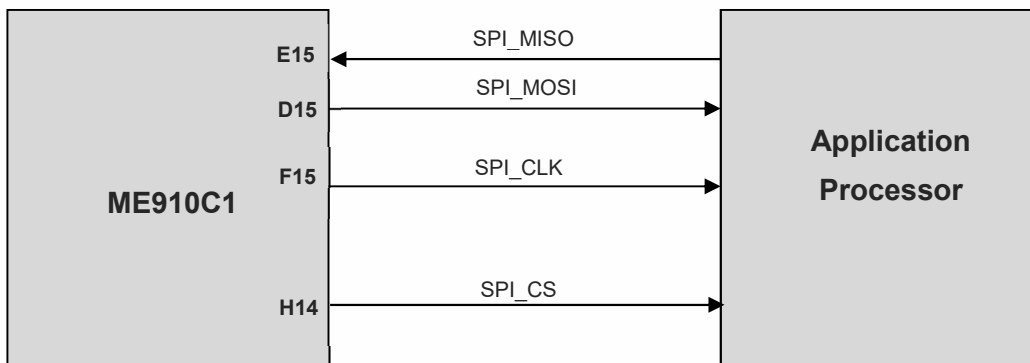 SPI_MISO
E15
SPI_MOSI
D15
Application
Processor
SPI_CLK
F15
ME910C1
SPI_CS
H14